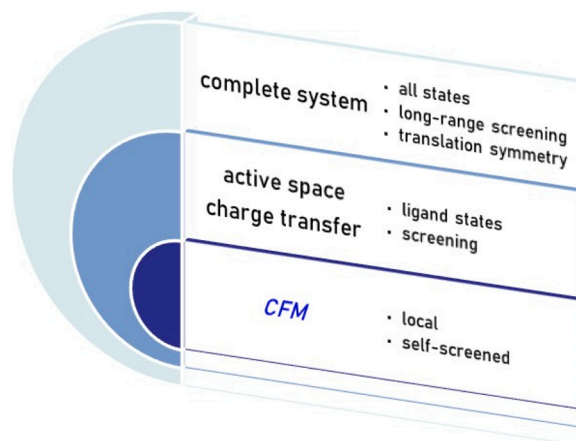 complete system
· all states
· long-range screening
· translation symmetry
active space
charge transfer
· ligand states
· screening
CFM
· local
· self-screened